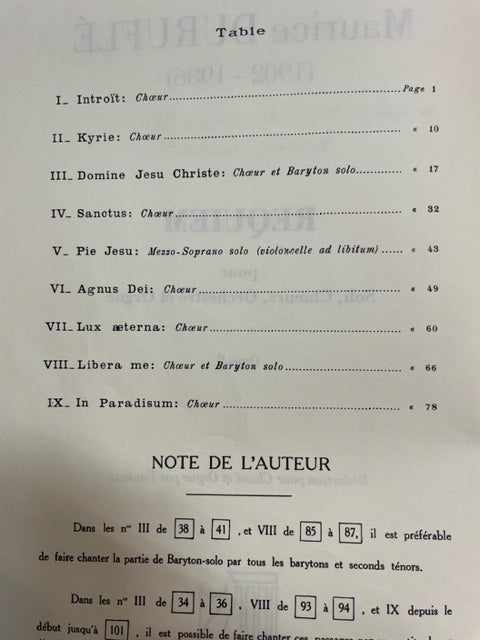 Table
I_ Introït: Chœur ........ Page 1
II_ Kyrie: Chœur ........ « 10
III_ Domine Jesu Christe: Chœur et Baryton solo ........ « 17
IV_ Sanctus: Chœur ........ « 32
V_ Pie Jesu: Mezzo-Soprano solo (violoncelle ad libitum) ...... « 43
VI_ Agnus Dei: Chœur ........ « 49
VII_ Lux æterna: Chœur ........ « 60
VIII_ Libera me: Chœur et Baryton solo ........ « 66
IX_ In Paradisum: Chœur ........ « 78
NOTE DE L'AUTEUR
Dans les nos III de 38 à 41 , et VIII de 85 à 87, il est préférable
de faire chanter la partie de Baryton-solo par tous les barytons et seconds ténors.
Dans les nos III de 34 à 36 , VIII de 93 à 94 , et IX depuis le
début jusqu'à 101 , il est possible de faire chanter ces